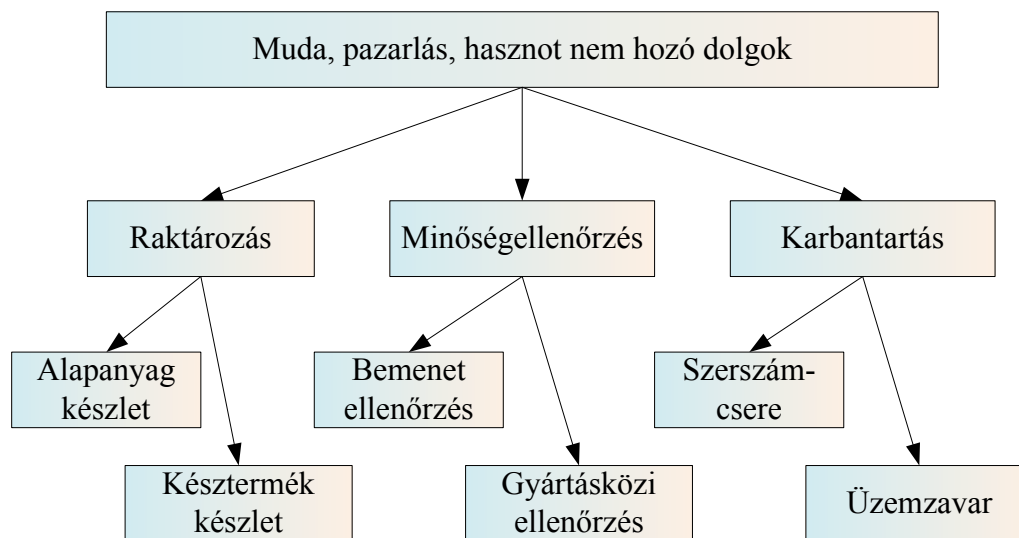 Muda, pazarlás, hasznot nem hozó dolgok
Raktározás
Minőségellenőrzés
Karbantartás
Alapanyag
készlet
Bemenet
ellenőrzés
Szerszám-
csere
Késztermék
készlet
Gyártásközi
ellenőrzés
Üzemzavar